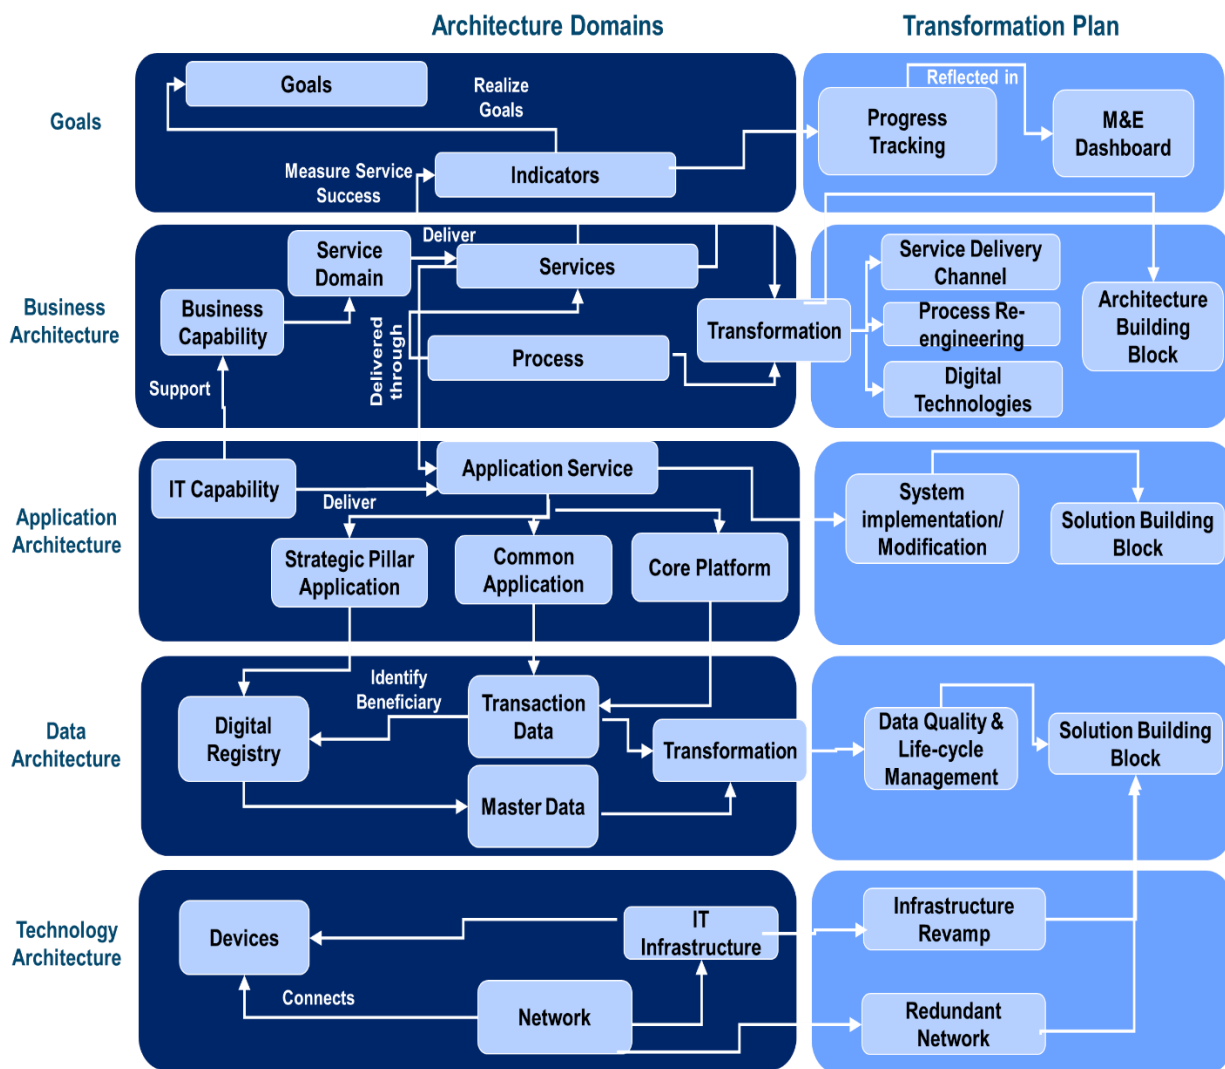 Architecture Domains
Transformation Plan
Goals
Goals
Realize
Goals
Measure Service
Success
Indicators
Reflected in
Progress
Tracking
M&E
Dashboard
Business
Architecture
Deliver
Service
Domain
Services
Business
Capability
Delivered
through
Process
Support
Transformation
Service Delivery
Channel
Process Re-
engineering
Digital
Technologies
Architecture
Building
Block
Application
Architecture
IT Capability
Deliver
Application Service
Strategic Pillar
Application
Common
Application
Core Platform
System
implementation/
Modification
Solution Building
Block
Data
Architecture
Identify
Beneficiary
Digital
Registry
Transaction
Data
Master Data
Transformation
Data Quality &
Life-cycle
Management
Solution Building
Block
Technology
Architecture
Devices
IT
Infrastructure
Connects
Network
Infrastructure
Revamp
Redundant
Network